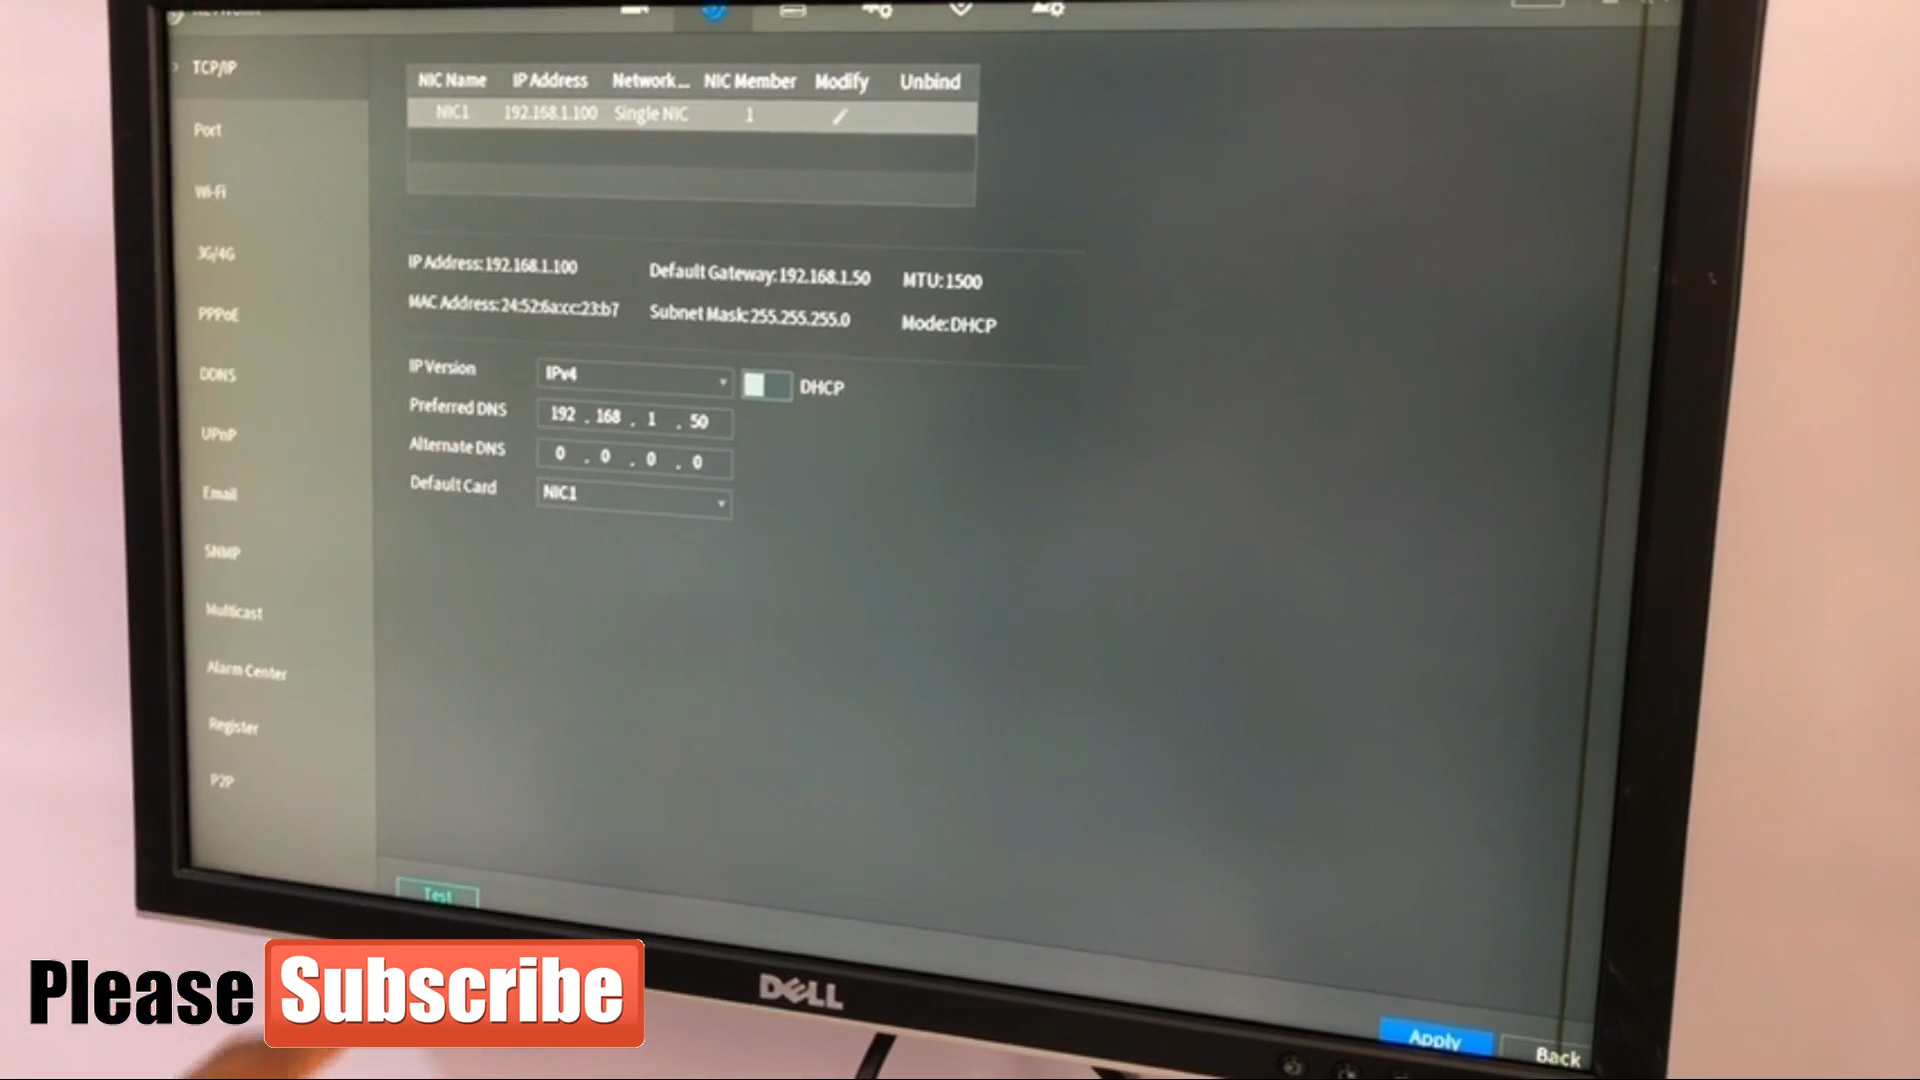 NETWORK
TCP/IP
Port
Wi-Fi
3G/4G
PPPoE
DDNS
UPnP
Email
SNMP
Multicast
Alarm Center
Register
P2P
NIC Name IP Address Network... NIC Member Modify Unbind
NIC1 192.168.1.100 Single NIC 1
IP Address:192.168.1.100 Default Gateway:192.168.1.50 MTU:1500
MAC Address:24:52:6a:cc:23:b7 Subnet Mask:255.255.255.0 Mode:DHCP
IP Version IPv4 DHCP
Preferred DNS 192 . 168 . 1 . 50
Alternate DNS 0 . 0 . 0 . 0
Default Card NIC1
Test
Apply Back
DELL
Please Subscribe